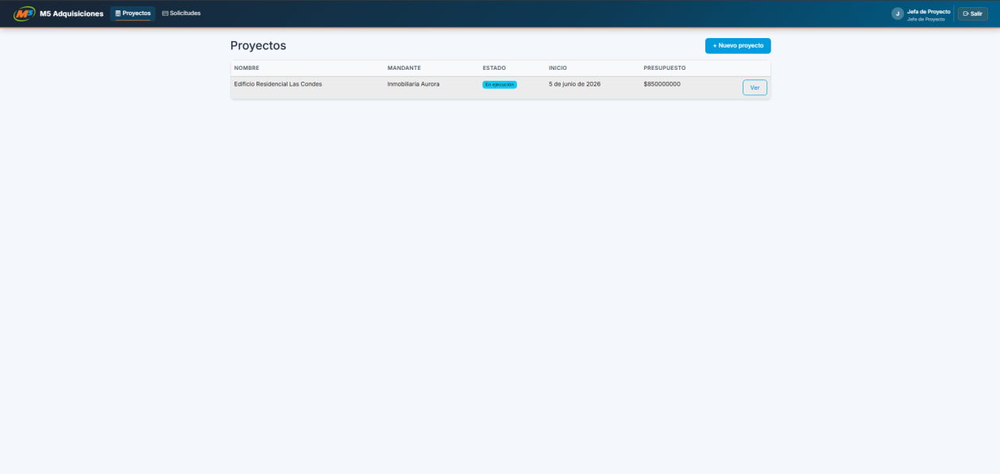 M5 M5 Adquisiciones Proyectos Solicitudes J Jefa de Proyecto Salir
Jefe de Proyecto
Proyectos + Nuevo proyecto
NOMBRE MANDANTE ESTADO INICIO PRESUPUESTO
Edificio Residencial Las Condes Inmobiliaria Aurora En ejecución 5 de junio de 2026 $850000000 Ver